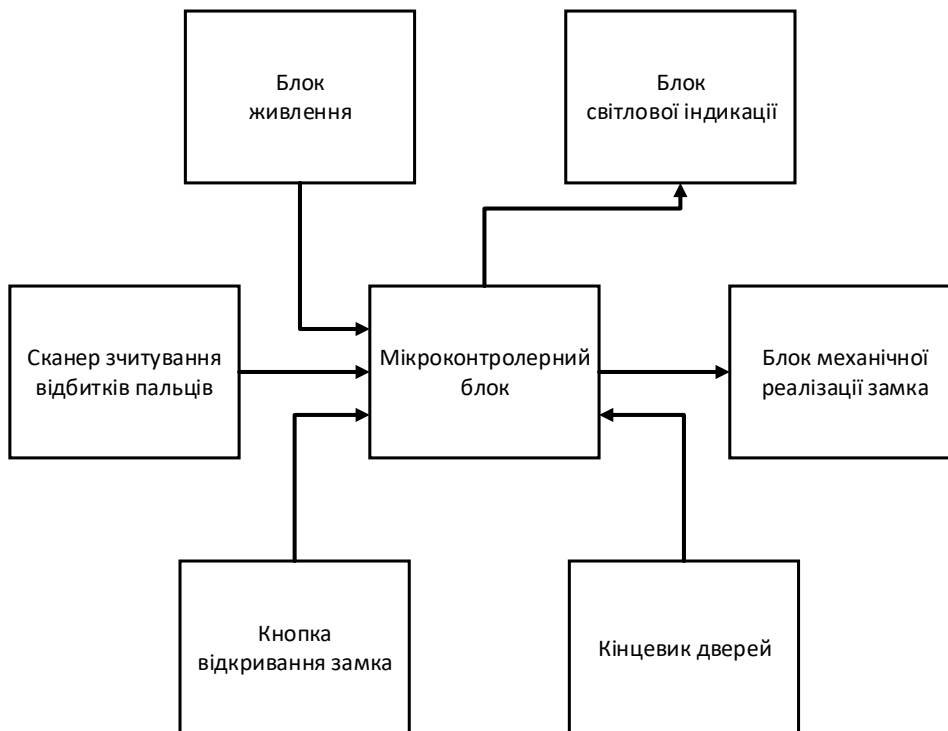 Блок
живлення
Блок
світлової індикації
Сканер зчитування
відбитків пальців
Мікроконтролерний
блок
Блок механічної
реалізації замка
Кнопка
відкривання замка
Кінцевик дверей